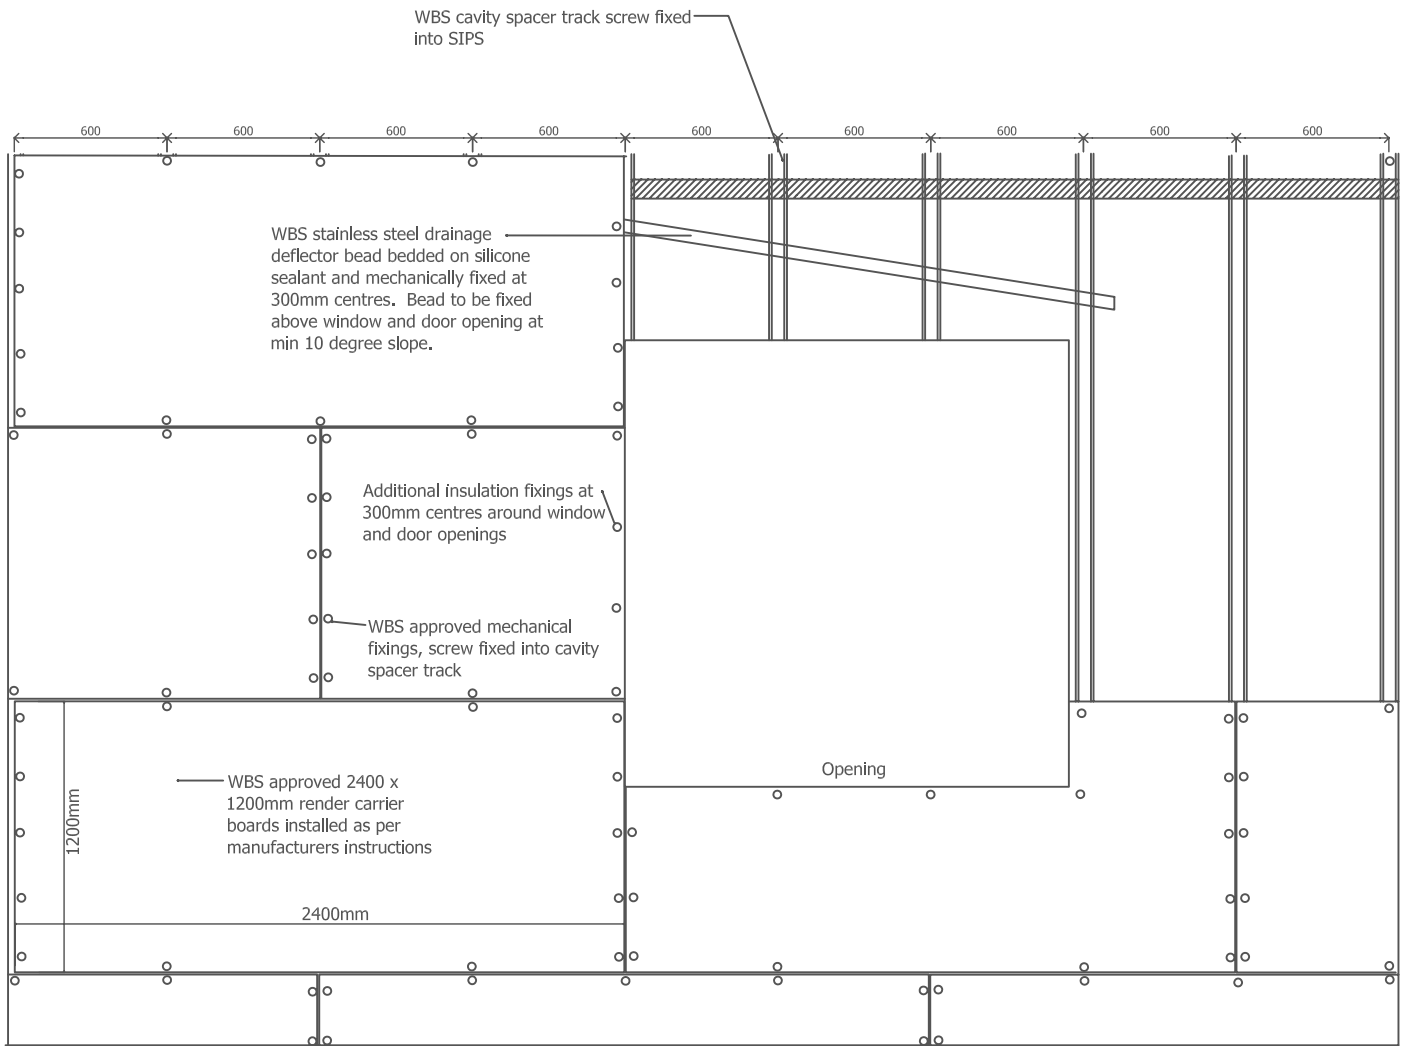 WBS cavity spacer track screw fixed
into SIPS
600 600 600 600 600 600 600 600 600
WBS stainless steel drainage
deflector bead bedded on silicone
sealant and mechanically fixed at
300mm centres. Bead to be fixed
above window and door opening at
min 10 degree slope.
Additional insulation fixings at
300mm centres around window
and door openings
WBS approved mechanical
fixings, screw fixed into cavity
spacer track
Opening
WBS approved 2400 x
1200mm render carrier
boards installed as per
manufacturers instructions
1200mm
2400mm